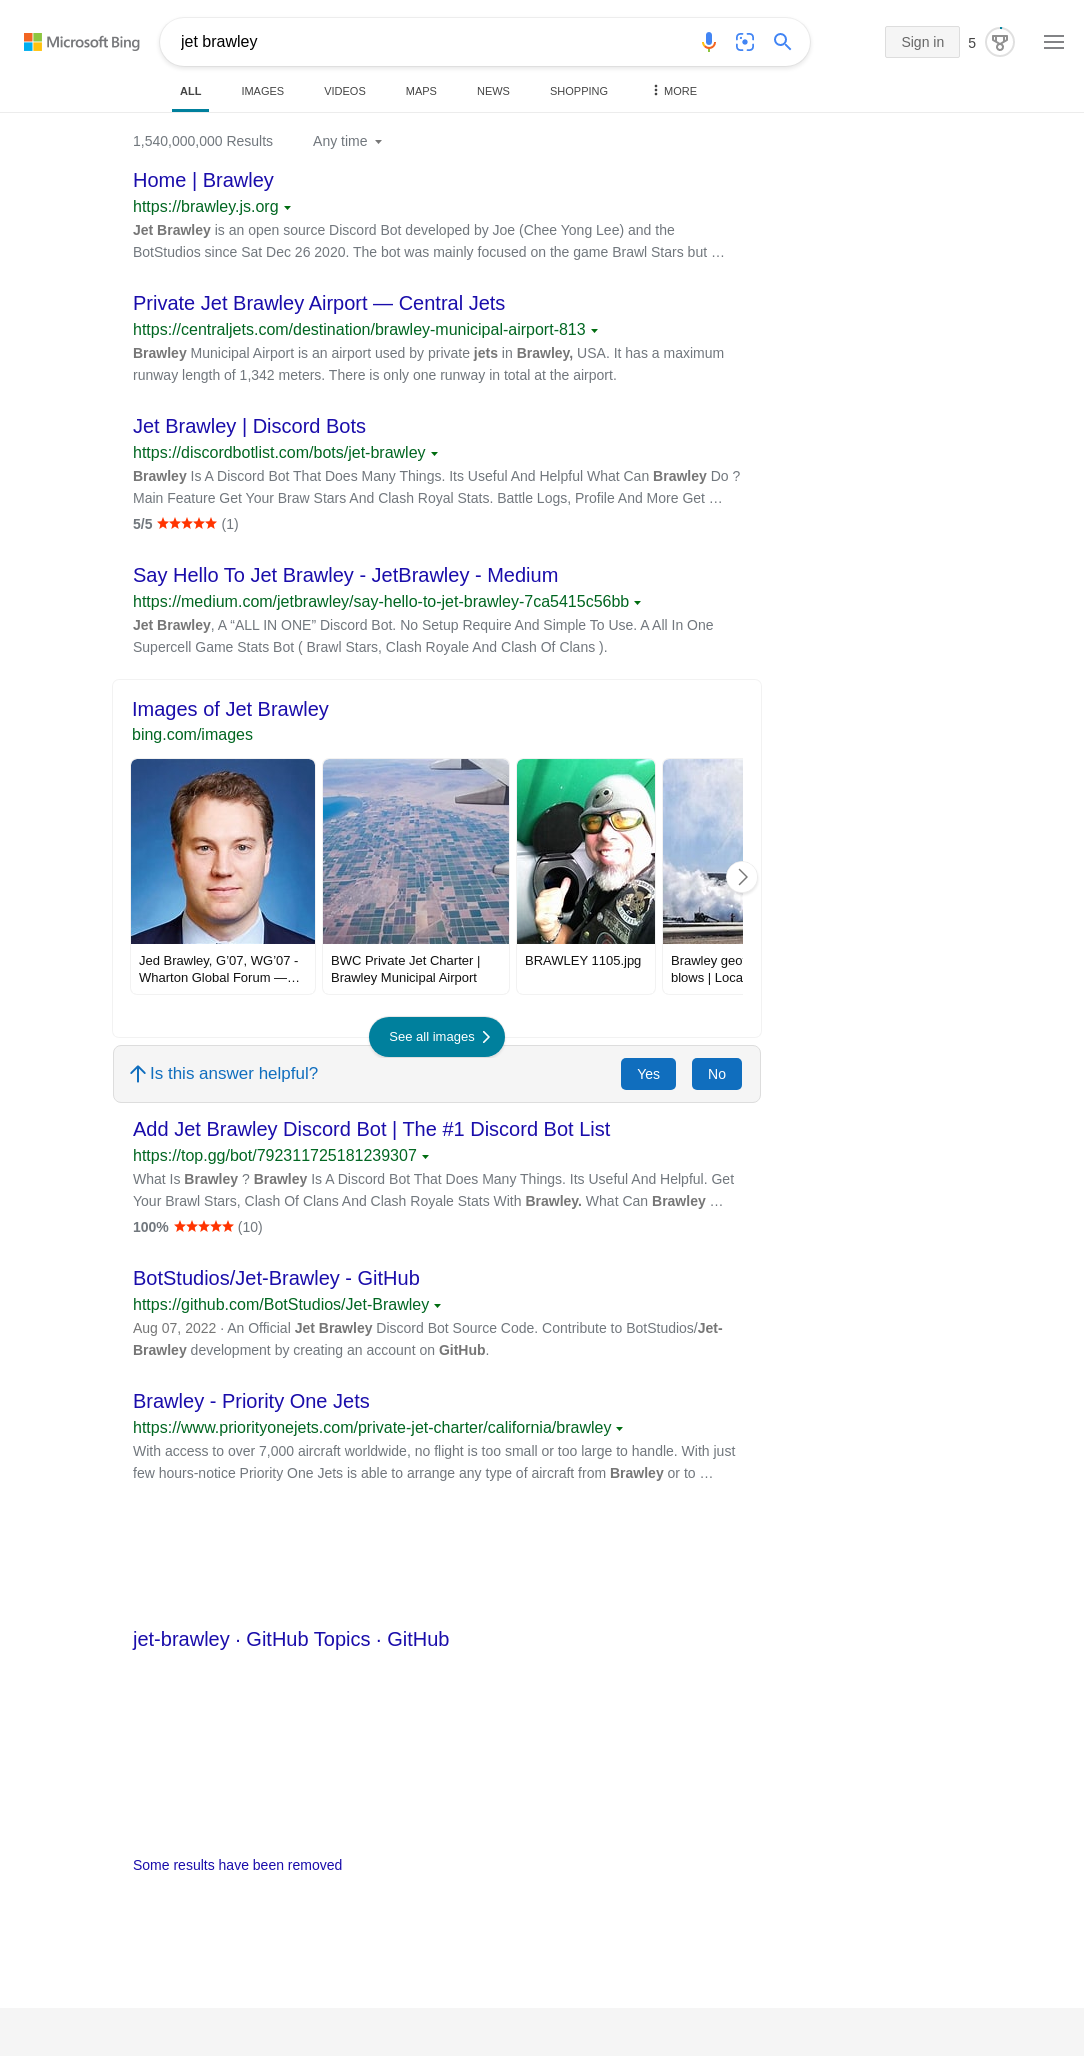 Microsoft Bing
jet brawley
Sign in
5
ALL
IMAGES
VIDEOS
MAPS
NEWS
SHOPPING
MORE
1,540,000,000 Results
Any time
Home | Brawley
https://brawley.js.org
Jet Brawley is an open source Discord Bot developed by Joe (Chee Yong Lee) and the
BotStudios since Sat Dec 26 2020. The bot was mainly focused on the game Brawl Stars but …
Private Jet Brawley Airport — Central Jets
https://centraljets.com/destination/brawley-municipal-airport-813
Brawley Municipal Airport is an airport used by private jets in Brawley, USA. It has a maximum
runway length of 1,342 meters. There is only one runway in total at the airport.
Jet Brawley | Discord Bots
https://discordbotlist.com/bots/jet-brawley
Brawley Is A Discord Bot That Does Many Things. Its Useful And Helpful What Can Brawley Do ?
Main Feature Get Your Braw Stars And Clash Royal Stats. Battle Logs, Profile And More Get …
5/5 ★★★★★ (1)
Say Hello To Jet Brawley - JetBrawley - Medium
https://medium.com/jetbrawley/say-hello-to-jet-brawley-7ca5415c56bb
Jet Brawley, A “ALL IN ONE” Discord Bot. No Setup Require And Simple To Use. A All In One
Supercell Game Stats Bot ( Brawl Stars, Clash Royale And Clash Of Clans ).
Images of Jet Brawley
bing.com/images
Jed Brawley, G’07, WG’07 -
Wharton Global Forum —…
BWC Private Jet Charter |
Brawley Municipal Airport
BRAWLEY 1105.jpg
Brawley geo
blows | Loca
See all images
Is this answer helpful?
Yes
No
Add Jet Brawley Discord Bot | The #1 Discord Bot List
https://top.gg/bot/792311725181239307
What Is Brawley ? Brawley Is A Discord Bot That Does Many Things. Its Useful And Helpful. Get
Your Brawl Stars, Clash Of Clans And Clash Royale Stats With Brawley. What Can Brawley …
100% ★★★★★ (10)
BotStudios/Jet-Brawley - GitHub
https://github.com/BotStudios/Jet-Brawley
Aug 07, 2022 · An Official Jet Brawley Discord Bot Source Code. Contribute to BotStudios/Jet-
Brawley development by creating an account on GitHub.
Brawley - Priority One Jets
https://www.priorityonejets.com/private-jet-charter/california/brawley
With access to over 7,000 aircraft worldwide, no flight is too small or too large to handle. With just
few hours-notice Priority One Jets is able to arrange any type of aircraft from Brawley or to …
jet-brawley · GitHub Topics · GitHub
Some results have been removed